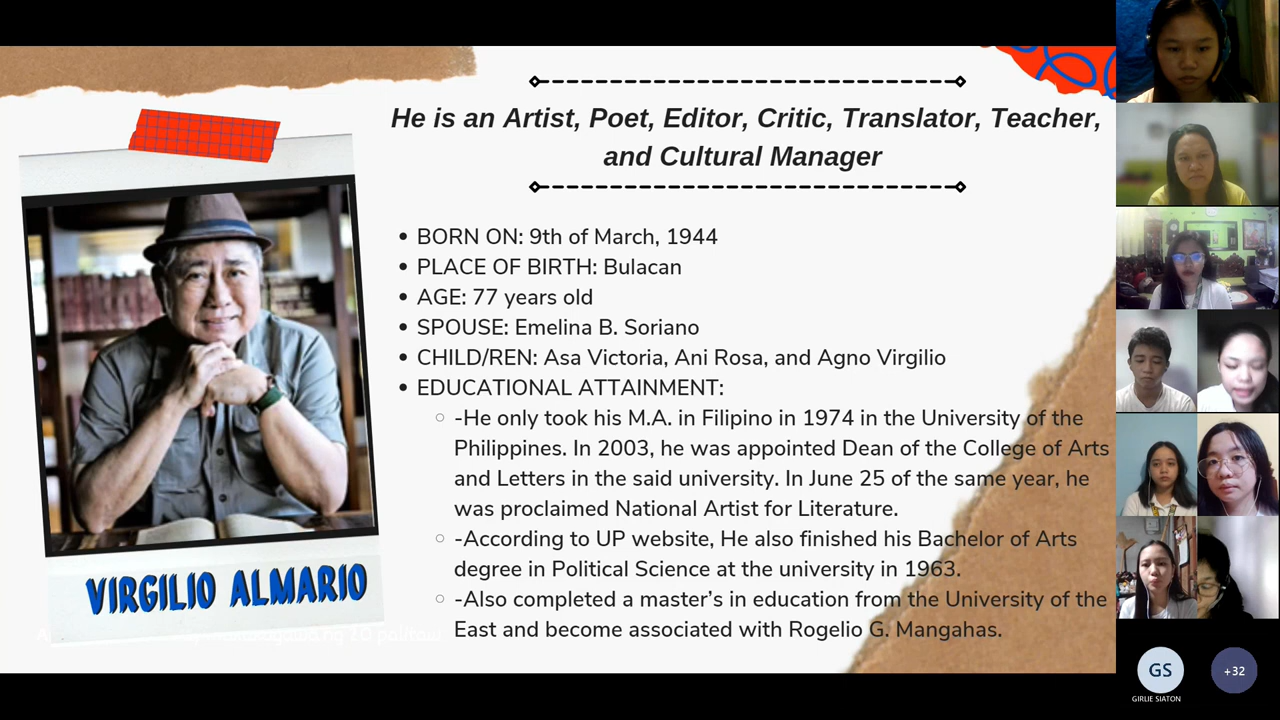 He is an Artist, Poet, Editor, Critic, Translator, Teacher,
and Cultural Manager
BORN ON: 9th of March, 1944
PLACE OF BIRTH: Bulacan
AGE: 77 years old
SPOUSE: Emelina B. Soriano
CHILD/REN: Asa Victoria, Ani Rosa, and Agno Virgilio
EDUCATIONAL ATTAINMENT:
-He only took his M.A. in Filipino in 1974 in the University of the
Philippines. In 2003, he was appointed Dean of the College of Arts
and Letters in the said university. In June 25 of the same year, he
was proclaimed National Artist for Literature.
-According to UP website, He also finished his Bachelor of Arts
degree in Political Science at the university in 1963.
-Also completed a master's in education from the University of the
East and become associated with Rogelio G. Mangahas.
VIRGILIO ALMARIO
GS
+32
GIRLIE SIATON